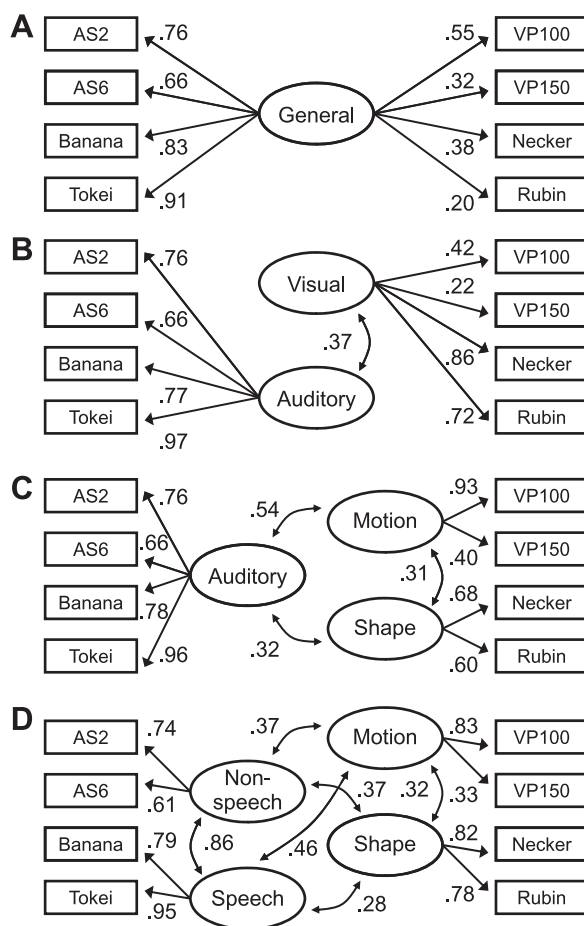 A
AS2
.76
.55
VP100
AS6
.66
.32
VP150
General
Banana
.83
.38
Necker
Tokei
.91
.20
Rubin
B
AS2
.76
.42
VP100
Visual
AS6
.66
.22
VP150
.37
Banana
.77
.86
Necker
Auditory
Tokei
.97
.72
Rubin
C
AS2
.76
.54
Motion
.93
VP100
AS6
.66
.40
VP150
Auditory
.31
Banana
.78
.68
Necker
Shape
Tokei
.96
.32
.60
Rubin
D
AS2
.74
.37
Motion
.83
VP100
AS6
.61
Non-
speech
.37
.32
.33
VP150
Banana
.79
.86
.46
Shape
.82
Necker
Tokei
.95
Speech
.28
.78
Rubin